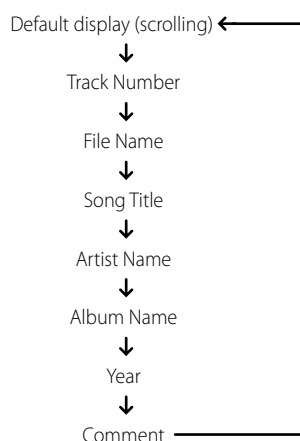 Default display (scrolling)
Track Number
File Name
Song Title
Artist Name
Album Name
Year
Comment